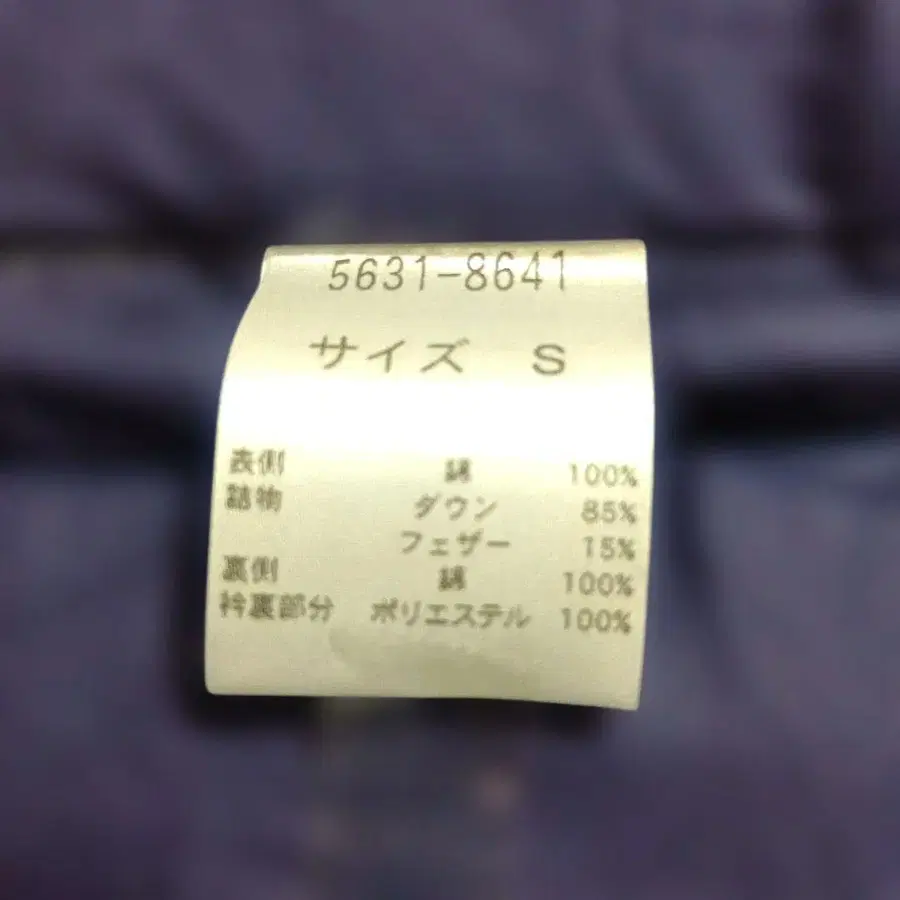 5631-8641
サイズ S
表側 綿 100%
詰物 ダウン 85%
フェザー 15%
裏側 綿 100%
衿裏部分 ポリエステル 100%